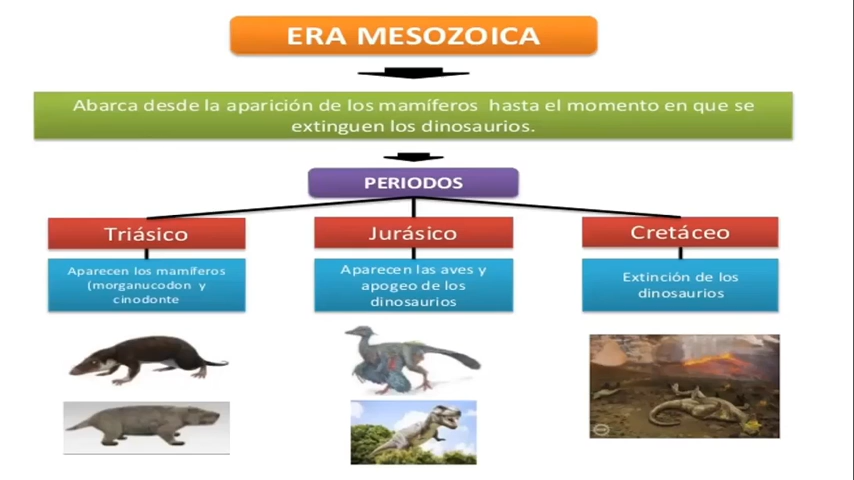 ERA MESOZOICA
Abarca desde la aparición de los mamíferos hasta el momento en que se
extinguen los dinosaurios.
PERIODOS
Triásico
Jurásico
Cretáceo
Aparecen los mamíferos
(morganucodon y
cinodonte
Aparecen las aves y
apogeo de los
dinosaurios
Extinción de los
dinosaurios